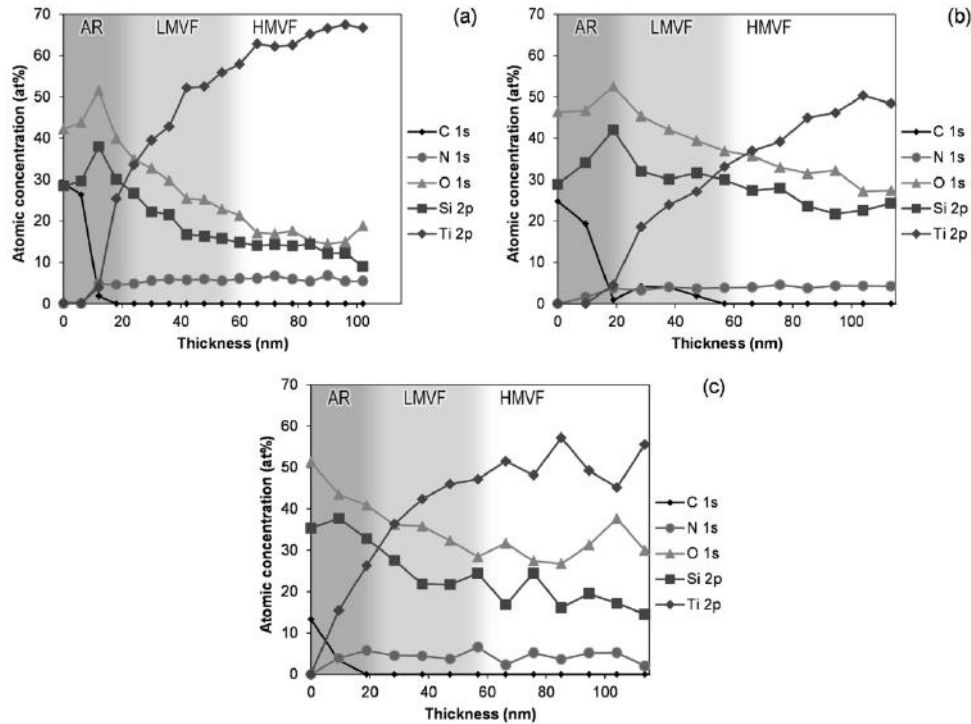 (a)
AR LMVF HMVF
Atomic concentration (at%)
70
60
50
40
30
20
10
0
0 20 40 60 80 100
Thickness (nm)
C 1s
N 1s
O 1s
Si 2p
Ti 2p
(b)
AR LMVF HMVF
Atomic concentration (at%)
70
60
50
40
30
20
10
0
0 20 40 60 80 100
Thickness (nm)
C 1s
N 1s
O 1s
Si 2p
Ti 2p
(c)
AR LMVF HMVF
Atomic concentration (at%)
70
60
50
40
30
20
10
0
0 20 40 60 80 100
Thickness (nm)
C 1s
N 1s
O 1s
Si 2p
Ti 2p